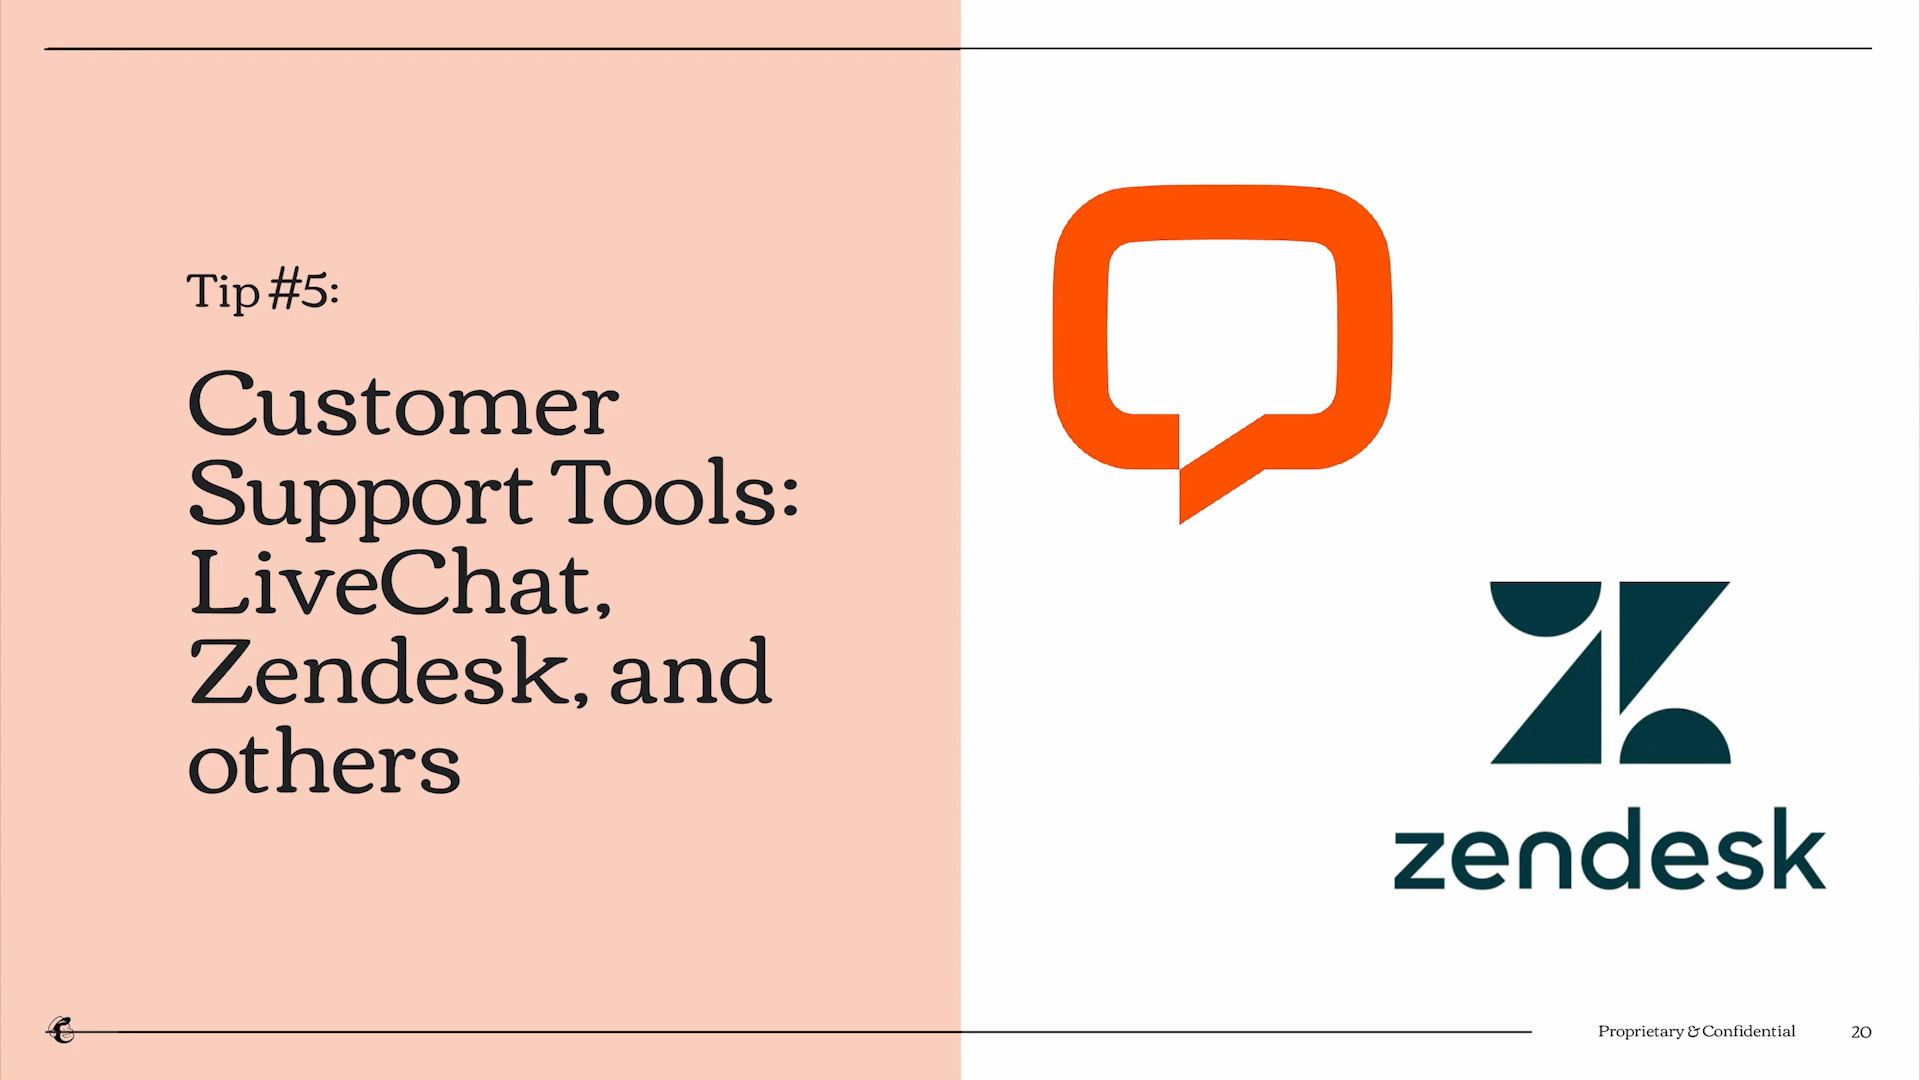 Tip #5:
Customer
Support Tools:
LiveChat,
Zendesk, and
others
zendesk
Proprietary & Confidential
20